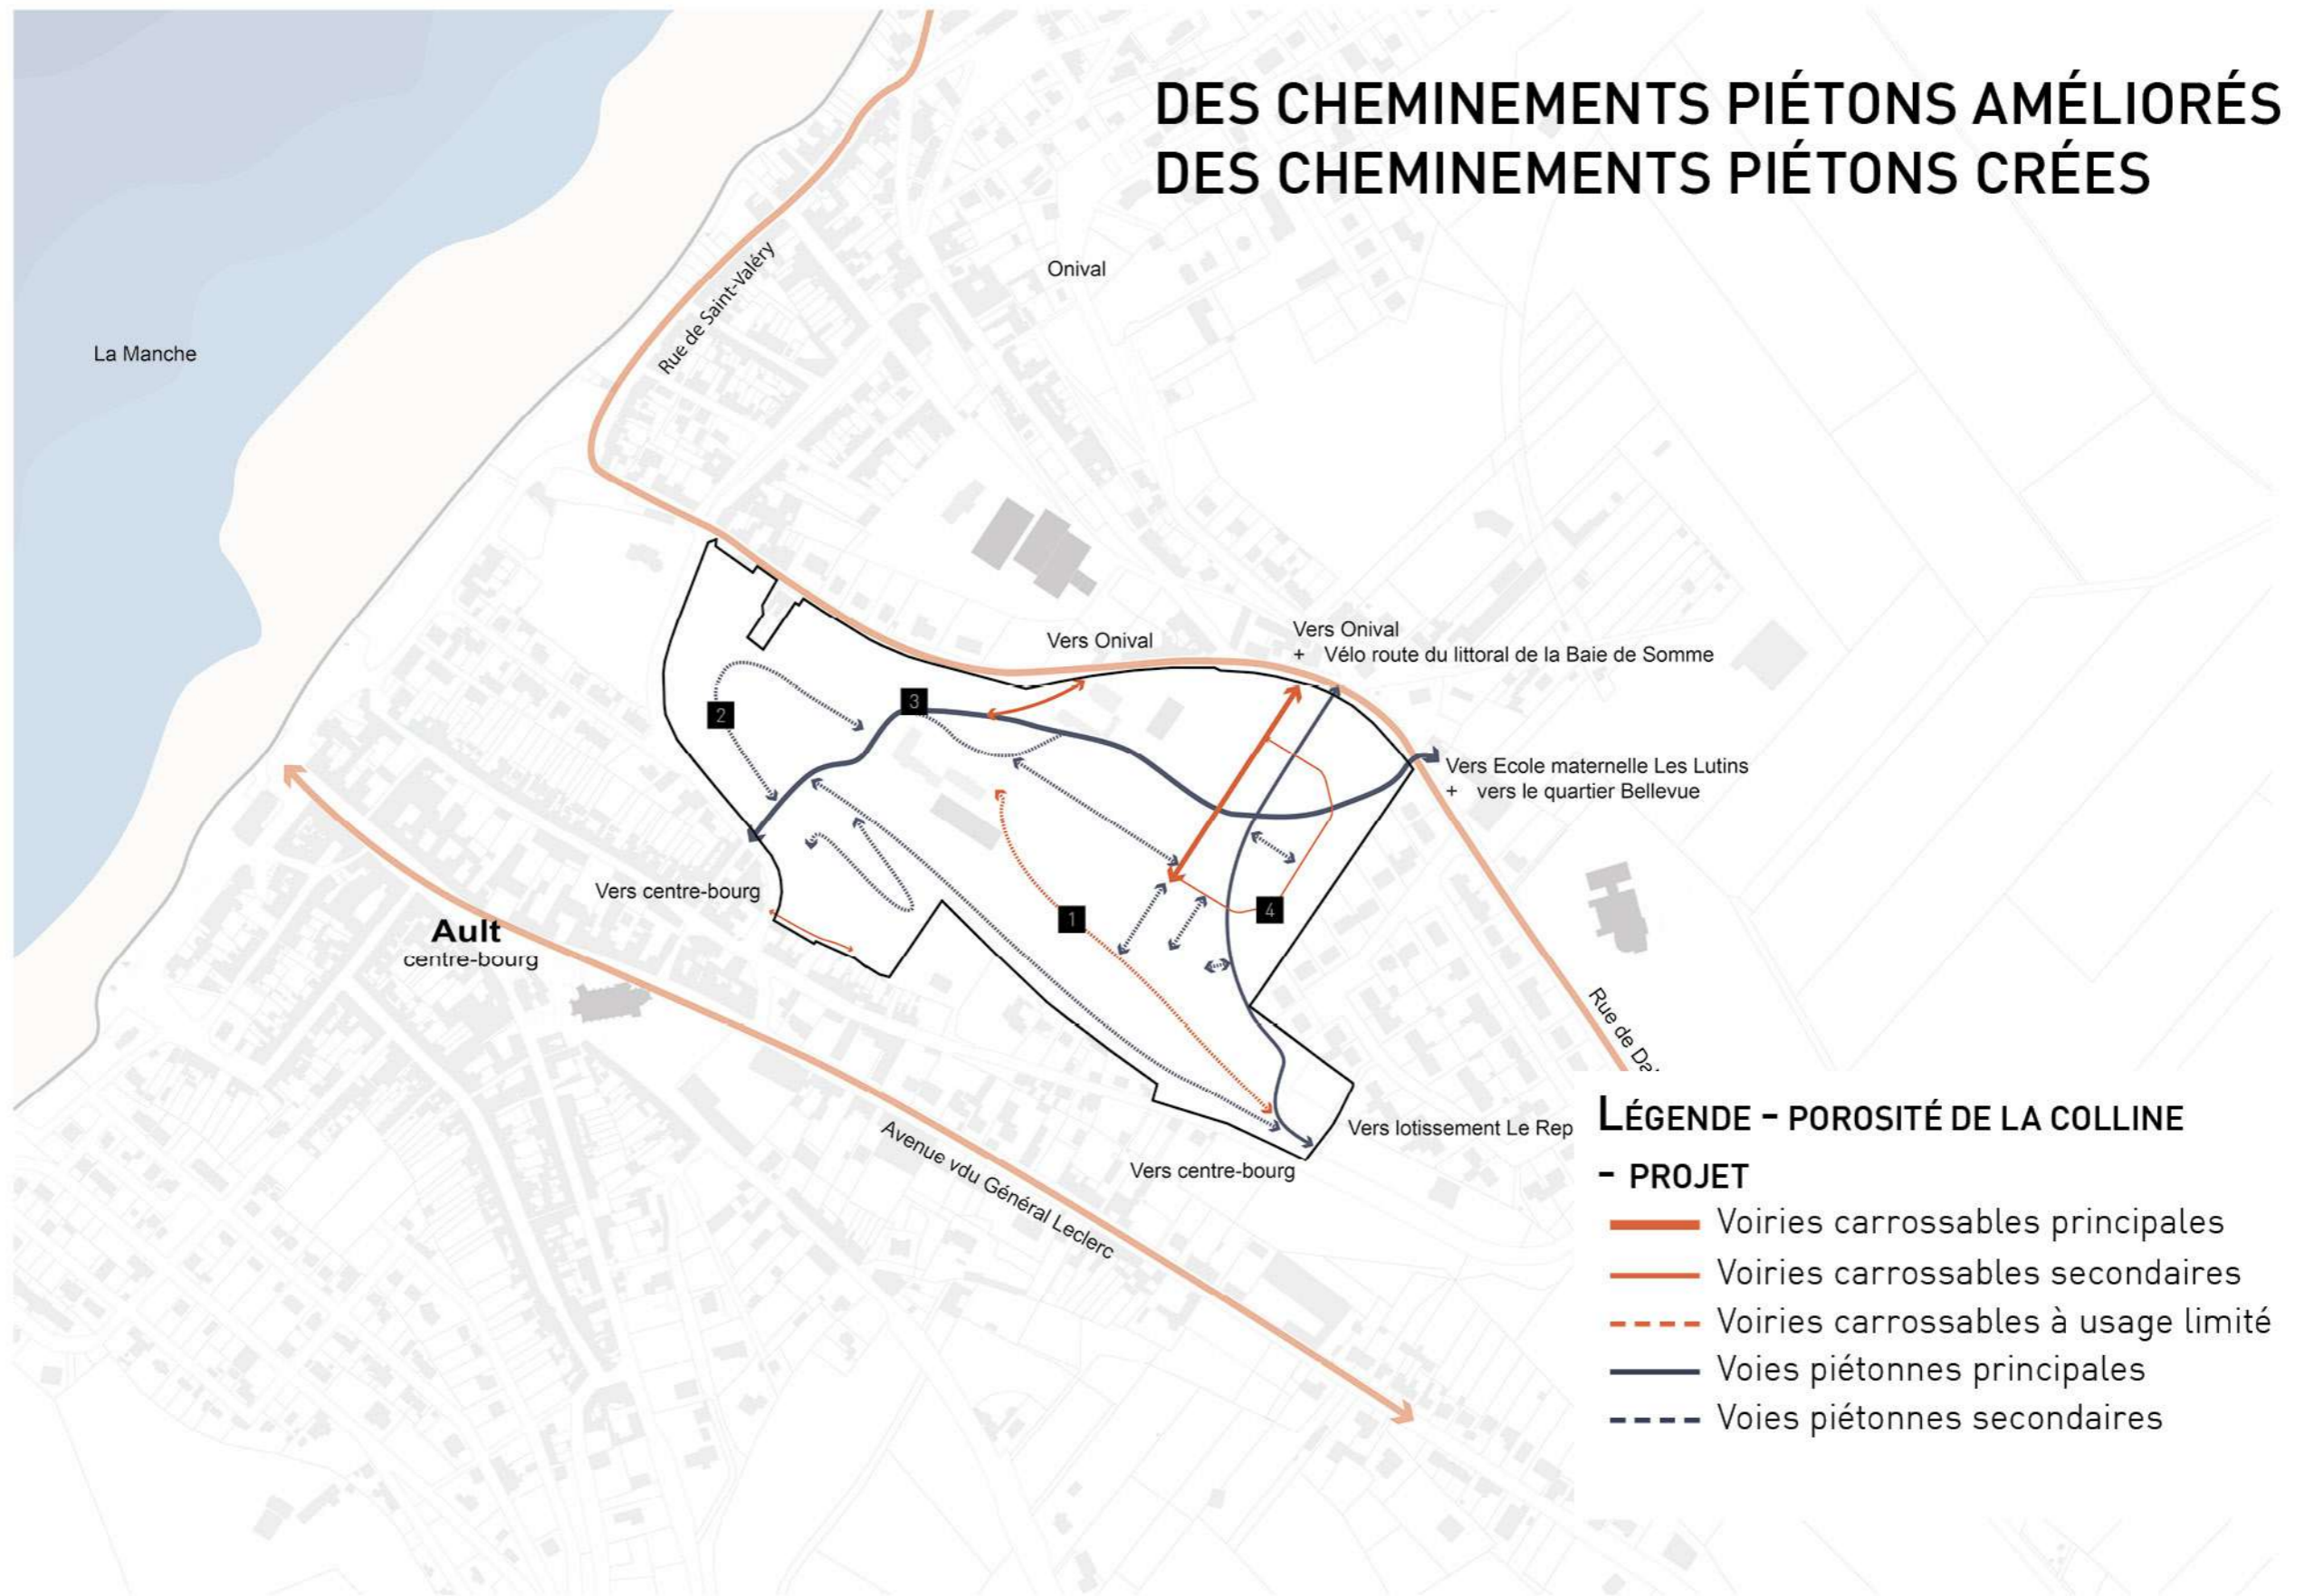 DES CHEMINEMENTS PIÉTONS AMÉLIORÉS
DES CHEMINEMENTS PIÉTONS CRÉES
Onival
Rue de Saint-Valéry
La Manche
Vers Onival
Vers Onival
+ Vélo route du littoral de la Baie de Somme
2
3
Vers Ecole maternelle Les Lutins
+ vers le quartier Bellevue
Vers centre-bourg
1
4
Ault
centre-bourg
Rue de
Avenue vdu Général Leclerc
Vers lotissement Le Rep
Vers centre-bourg
LÉGENDE - POROSITÉ DE LA COLLINE
- PROJET
Voiries carrossables principales
Voiries carrossables secondaires
Voiries carrossables à usage limité
Voies piétonnes principales
Voies piétonnes secondaires